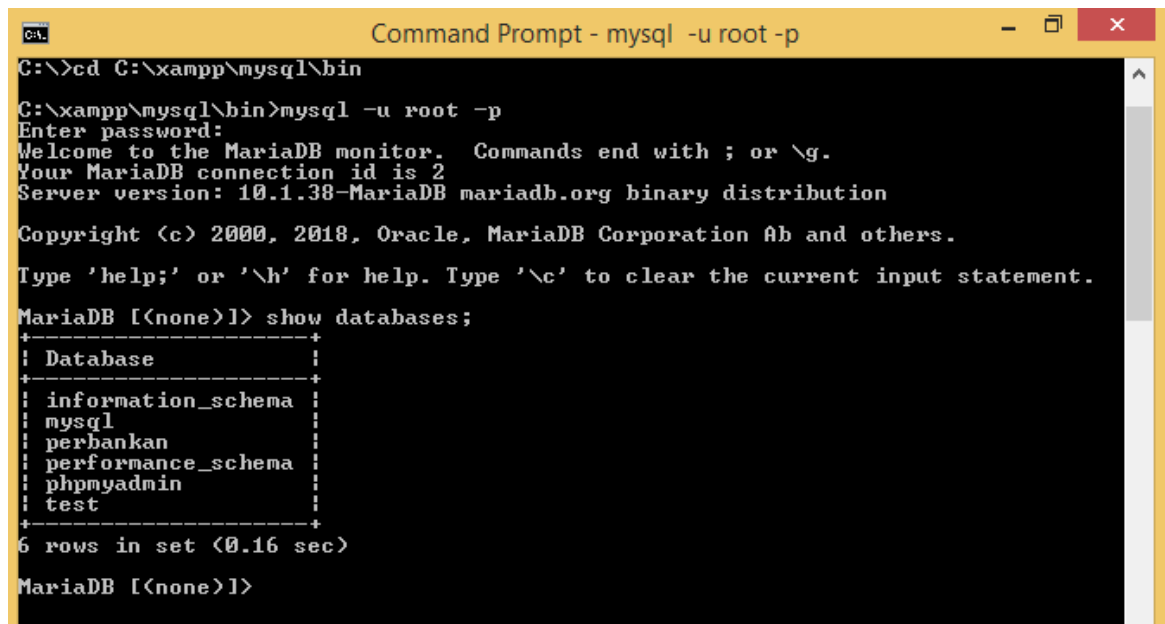 Command Prompt - mysql -u root -p
C:\>cd C:\xampp\mysql\bin
C:\xampp\mysql\bin>mysql -u root -p
Enter password:
Welcome to the MariaDB monitor.  Commands end with ; or \g.
Your MariaDB connection id is 2
Server version: 10.1.38-MariaDB mariadb.org binary distribution
Copyright (c) 2000, 2018, Oracle, MariaDB Corporation Ab and others.
Type 'help;' or '\h' for help. Type '\c' to clear the current input statement.
MariaDB [(none)]> show databases;
+--------------------+
| Database           |
+--------------------+
| information_schema |
| mysql              |
| perbankan          |
| performance_schema |
| phpmyadmin         |
| test               |
+--------------------+
6 rows in set (0.16 sec)
MariaDB [(none)]>